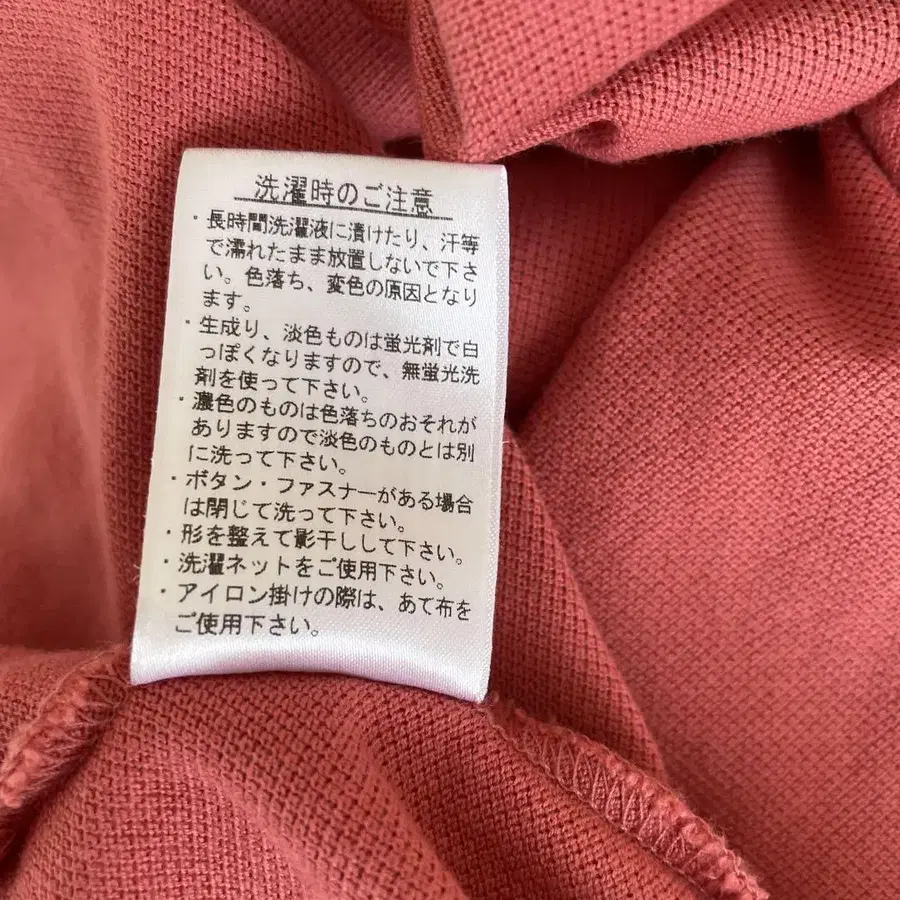 洗濯時のご注意
・長時間洗濯液に漬けたり、汗等
で濡れたまま放置しないで下さ
い。色落ち、変色の原因となり
ます。
・生成り、淡色ものは蛍光剤で白
っぽくなりますので、無蛍光洗
剤を使って下さい。
・濃色のものは色落ちのおそれが
ありますので淡色のものとは別
に洗って下さい。
・ボタン・ファスナーがある場合
は閉じて洗って下さい。
・形を整えて影干しして下さい。
・洗濯ネットをご使用下さい。
・アイロン掛けの際は、あて布を
ご使用下さい。